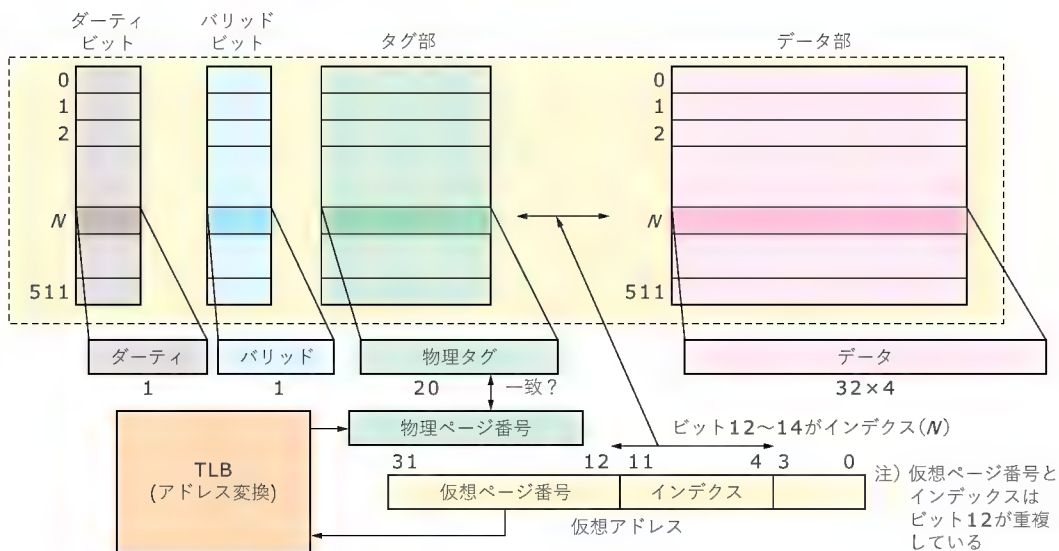 ダーティ
ビット
バリッド
ビット
タグ部
データ部
0
1
2
N
511
0
1
2
N
511
ダーティ
バリッド
物理タグ
データ
1
1
20
一致？
32×4
物理ページ番号
ビット12〜14がインデクス(N)
TLB
(アドレス変換)
31
12
11
4
3
0
仮想ページ番号
インデクス
仮想アドレス
注) 仮想ページ番号と
インデックスは
ビット12が重複
している